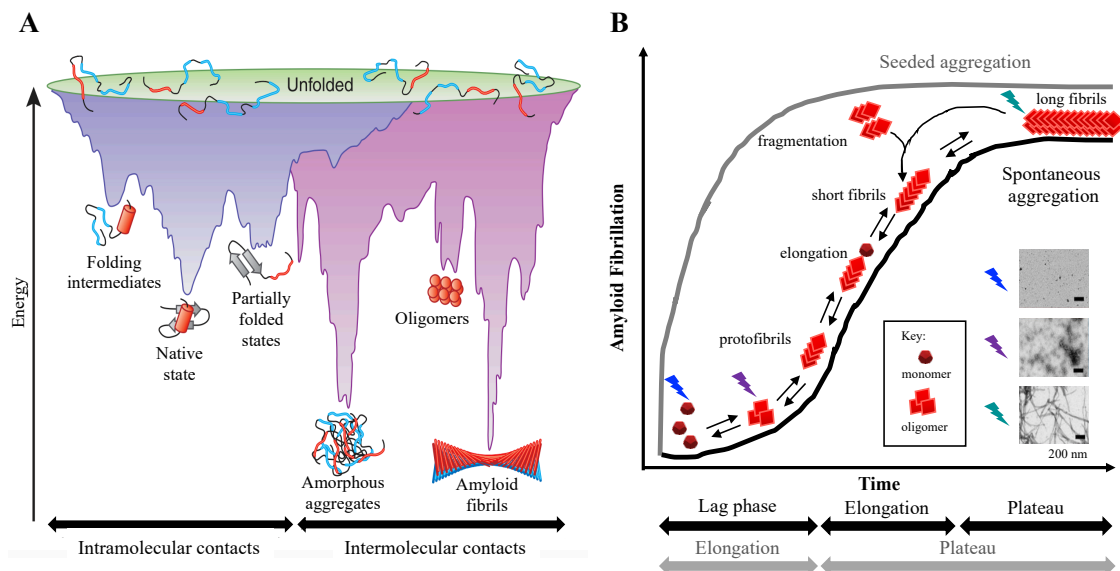 A
Unfolded
Energy
Folding
intermediates
Native
state
Partially
folded
states
Oligomers
Amorphous
aggregates
Amyloid
fibrils
Intramolecular contacts
Intermolecular contacts
B
Seeded aggregation
long fibrils
fragmentation
Spontaneous
aggregation
short fibrils
elongation
protofibrils
Amyloid Fibrillation
Key:
monomer
oligomer
200 nm
Time
Lag phase
Elongation
Plateau
Elongation
Plateau